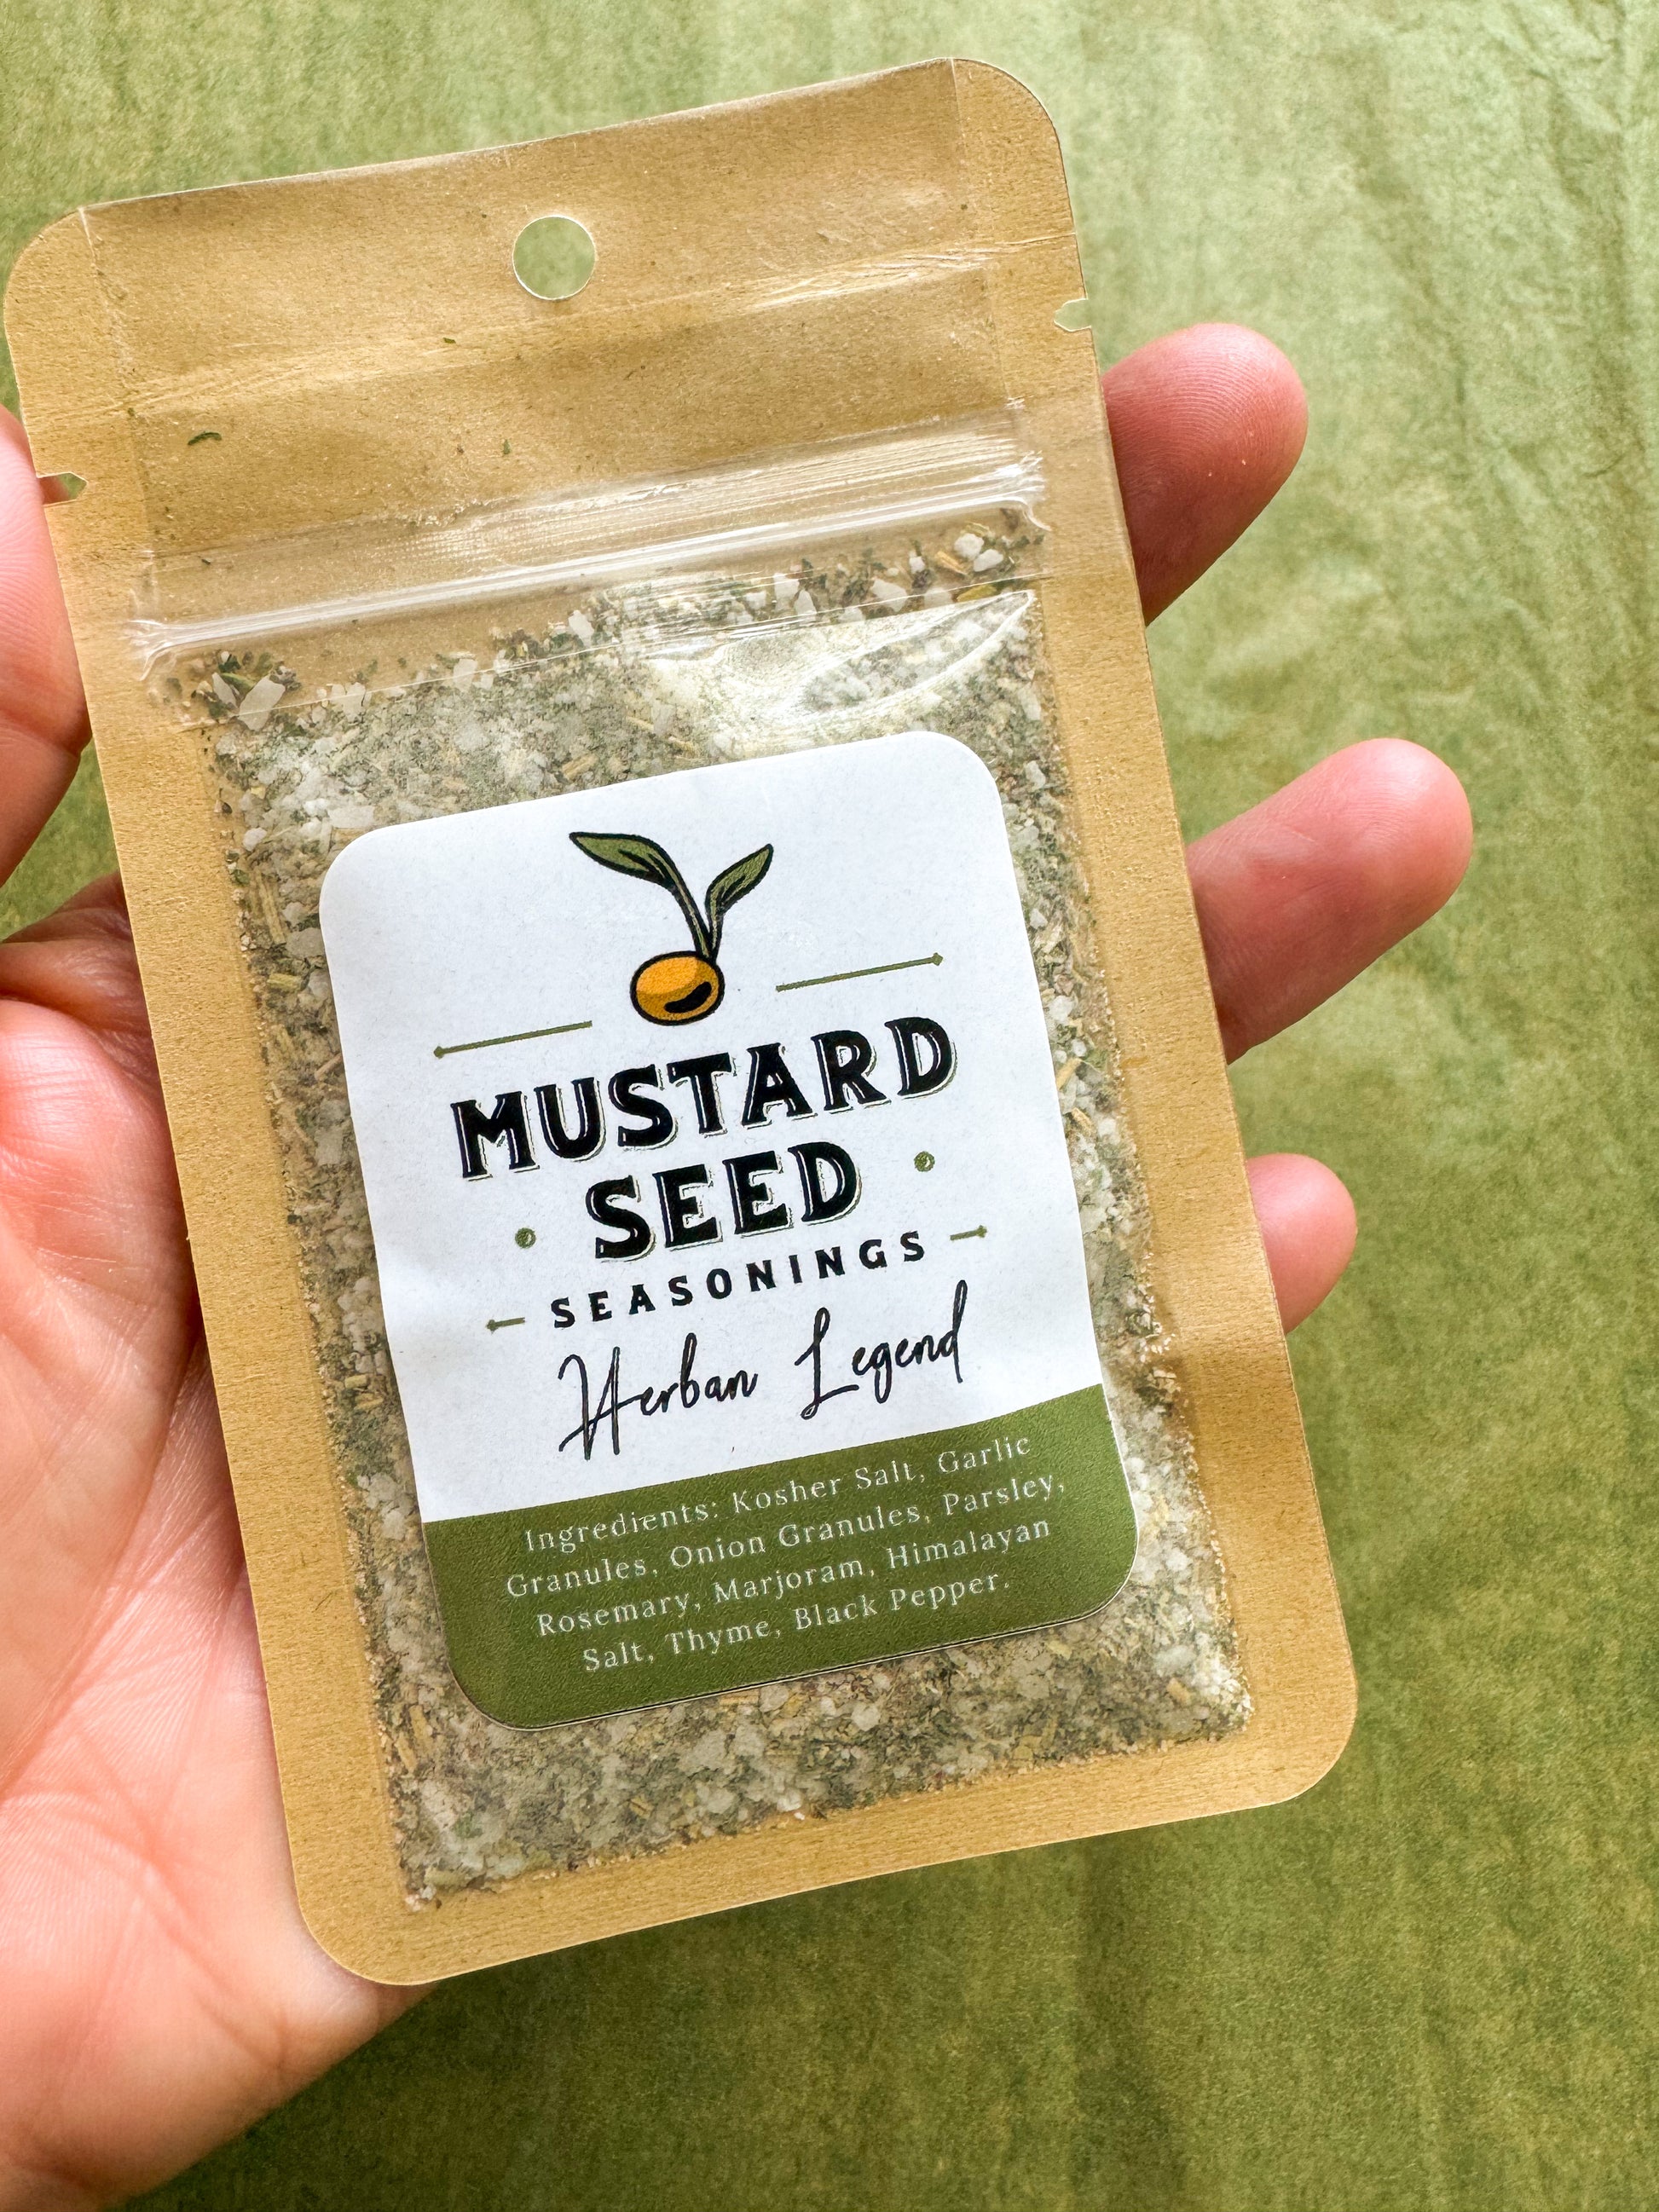 MUSTARD
SEED
SEASONINGS
Herban Legend
Ingredients: Kosher Salt, Garlic
Granules, Onion Granules, Parsley,
Rosemary, Marjoram, Himalayan
Salt, Thyme, Black Pepper.